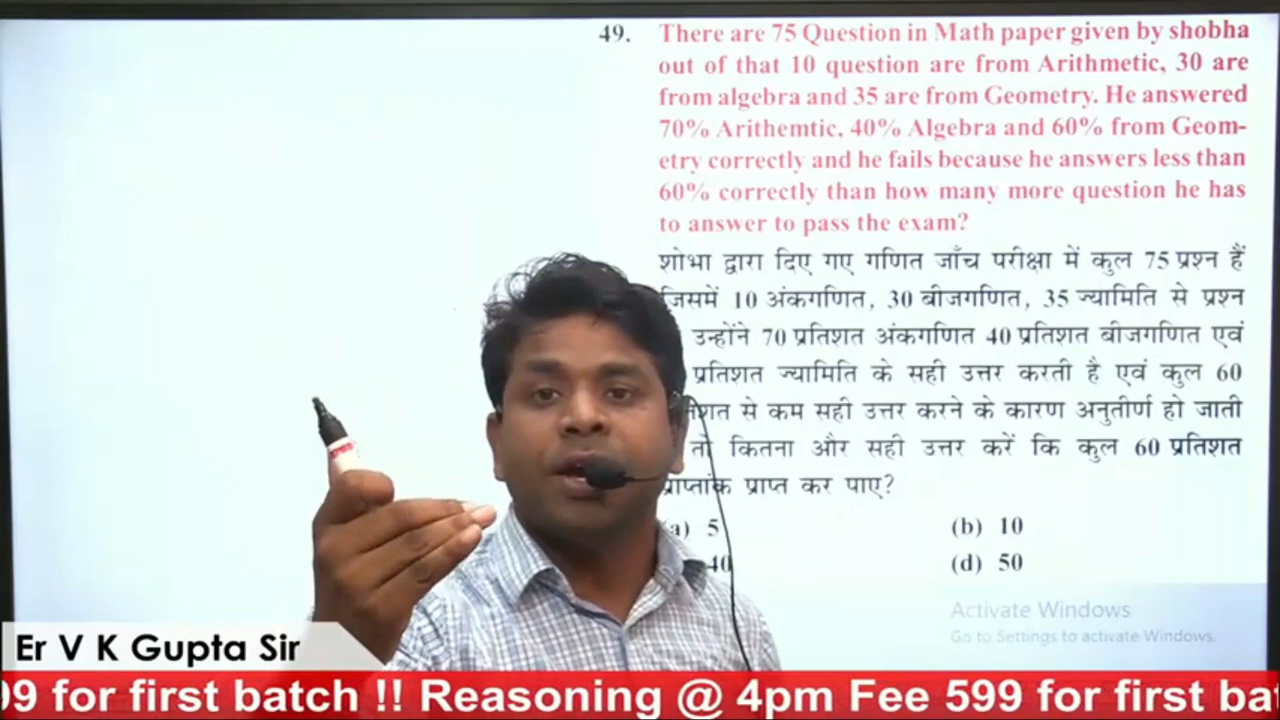 49. There are 75 Question in Math paper given by shobha
out of that 10 question are from Arithmetic, 30 are
from algebra and 35 are from Geometry. He answered
70% Arithemtic, 40% Algebra and 60% from Geom-
etry correctly and he fails because he answers less than
60% correctly than how many more question he has
to answer to pass the exam?
शोभा द्वारा दिए गए गणित जाँच परीक्षा में कुल 75 प्रश्न हैं
जिसमें 10 अंकगणित, 30 बीजगणित, 35 ज्यामिति से प्रश्न
उन्होंने 70 प्रतिशत अंकगणित 40 प्रतिशत बीजगणित एवं
प्रतिशत ज्यामिति के सही उत्तर करती है एवं कुल 60
से कम सही उत्तर करने के कारण अनुतीर्ण हो जाती
तो कितना और सही उत्तर करें कि कुल 60 प्रतिशत
प्राप्तांक प्राप्त कर पाए?
(a) 5 (b) 10
40 (d) 50
Activate Windows
Go to Settings to activate Windows.
Er V K Gupta Sir
99 for first batch !! Reasoning @ 4pm Fee 599 for first